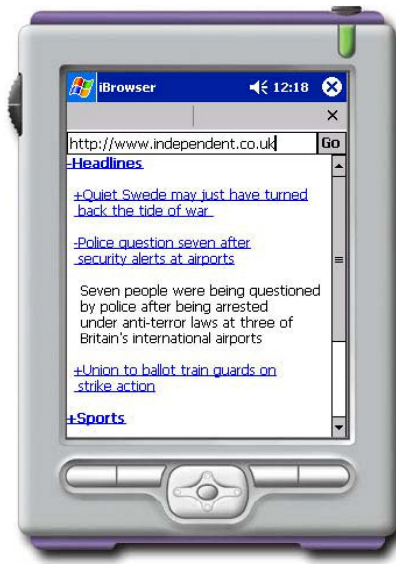 iBrowser 12:18
http://www.independent.co.uk Go
-Headlines
+Quiet Swede may just have turned
back the tide of war
-Police question seven after
security alerts at airports
Seven people were being questioned
by police after being arrested
under anti-terror laws at three of
Britain's international airports
+Union to ballot train guards on
strike action
+Sports